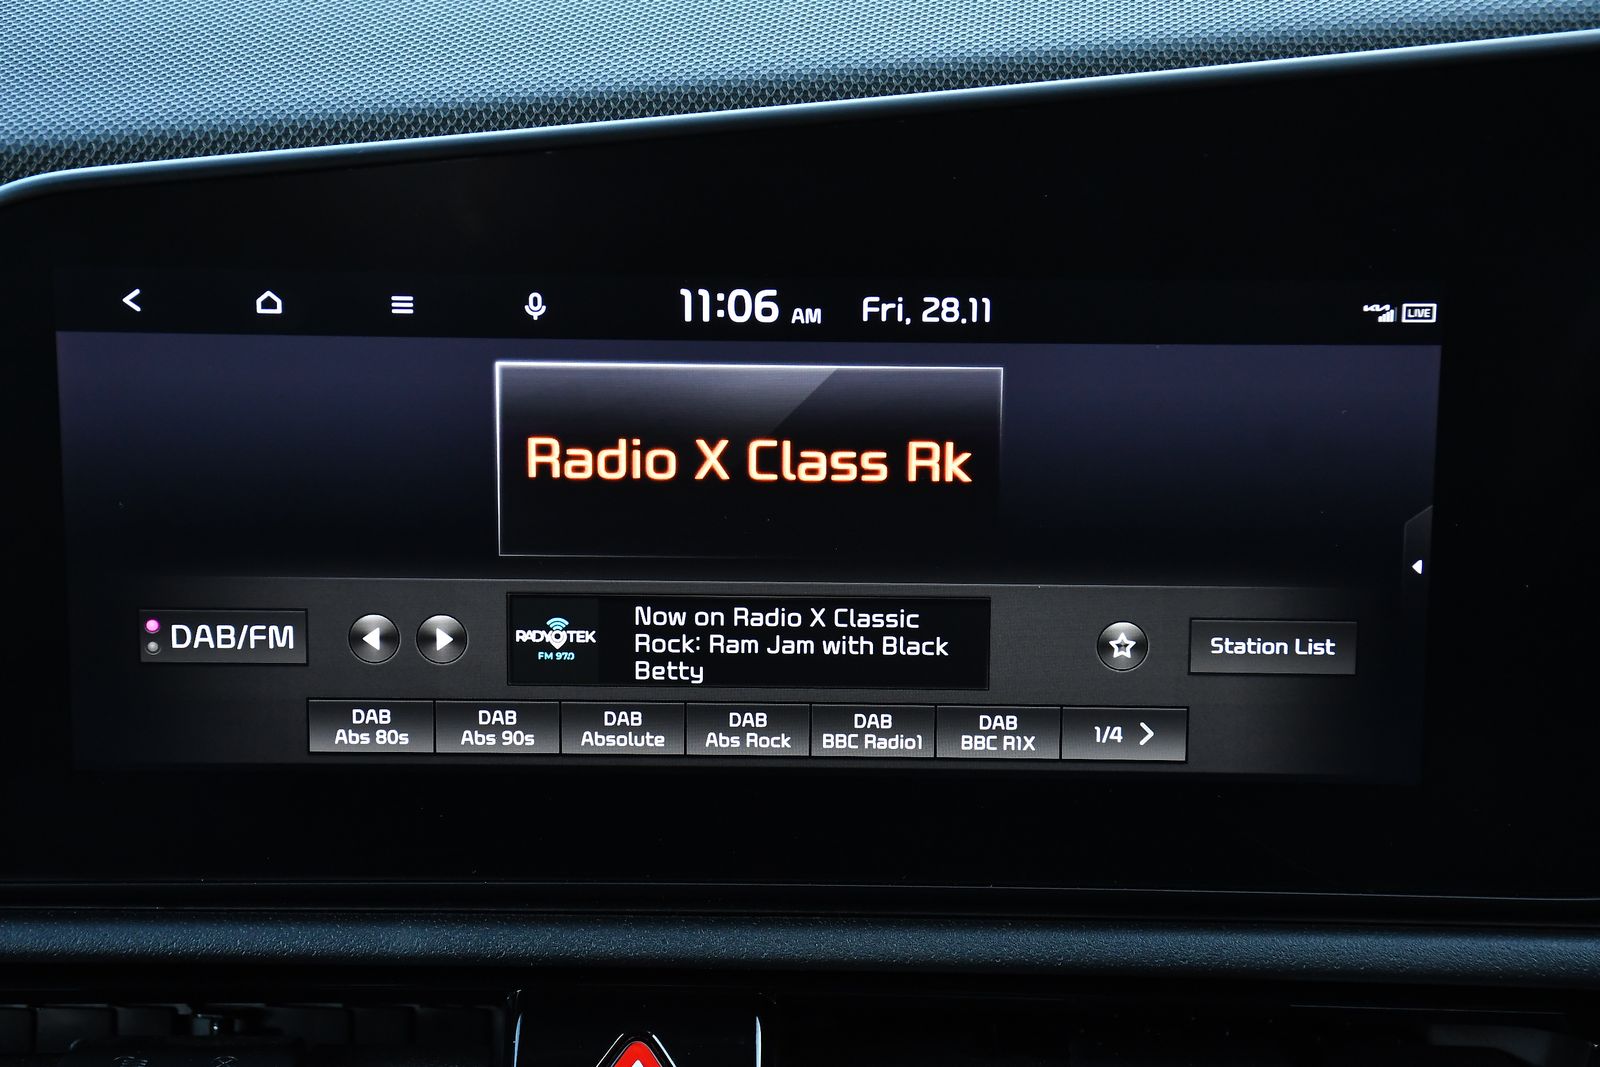 11:06 AM Fri, 28.11
LIVE
Radio X Class Rk
DAB/FM
RADYOTEK
FM 97.0
Now on Radio X Classic
Rock: Ram Jam with Black
Betty
Station List
DAB
Abs 80s
DAB
Abs 90s
DAB
Absolute
DAB
Abs Rock
DAB
BBC Radio1
DAB
BBC R1X
1/4